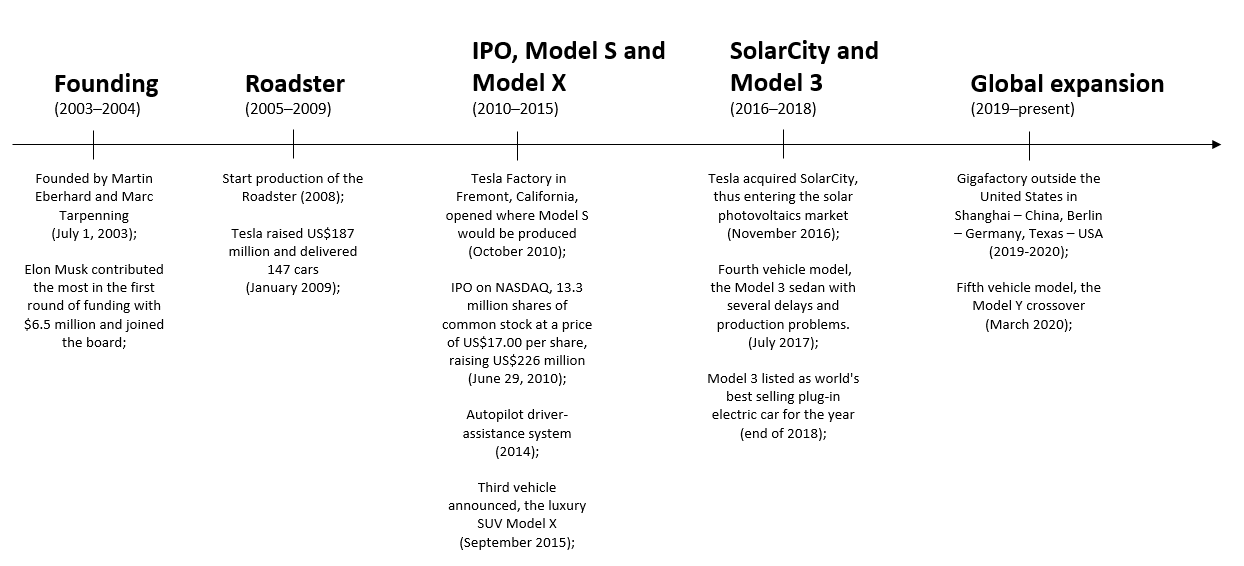 Founding
(2003–2004)
Founded by Martin
Eberhard and Marc
Tarpenning
(July 1, 2003);
Elon Musk contributed
the most in the first
round of funding with
$6.5 million and joined
the board;
Roadster
(2005–2009)
Start production of the
Roadster (2008);
Tesla raised US$187
million and delivered
147 cars
(January 2009);
IPO, Model S and
Model X
(2010–2015)
Tesla Factory in
Fremont, California,
opened where Model S
would be produced
(October 2010);
IPO on NASDAQ, 13.3
million shares of
common stock at a price
of US$17.00 per share,
raising US$226 million
(June 29, 2010);
Autopilot driver-
assistance system
(2014);
Third vehicle
announced, the luxury
SUV Model X
(September 2015);
SolarCity and
Model 3
(2016–2018)
Tesla acquired SolarCity,
thus entering the solar
photovoltaics market
(November 2016);
Fourth vehicle model,
the Model 3 sedan with
several delays and
production problems.
(July 2017);
Model 3 listed as world's
best selling plug-in
electric car for the year
(end of 2018);
Global expansion
(2019–present)
Gigafactory outside the
United States in
Shanghai – China, Berlin
– Germany, Texas – USA
(2019-2020);
Fifth vehicle model, the
Model Y crossover
(March 2020);